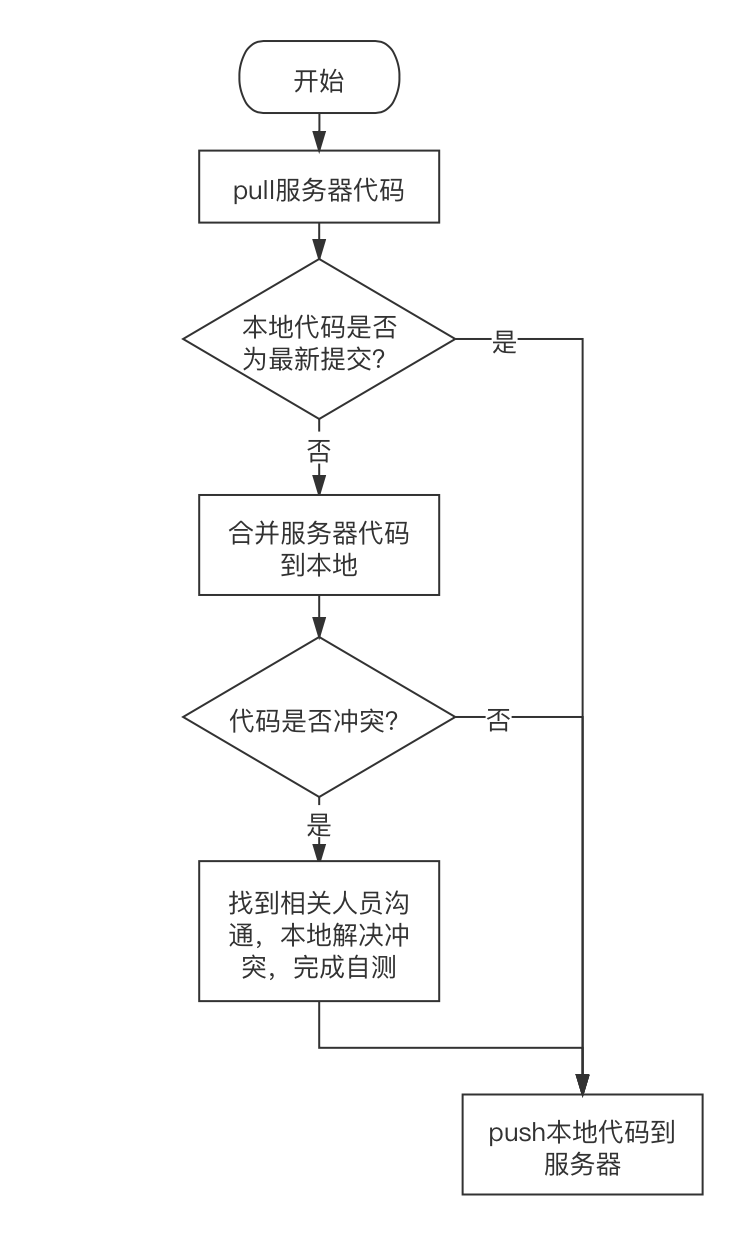 开始
pull服务器代码
本地代码是否
为最新提交?
是
否
合并服务器代码
到本地
代码是否冲突?
否
是
找到相关人员沟
通，本地解决冲
突，完成自测
push本地代码到
服务器